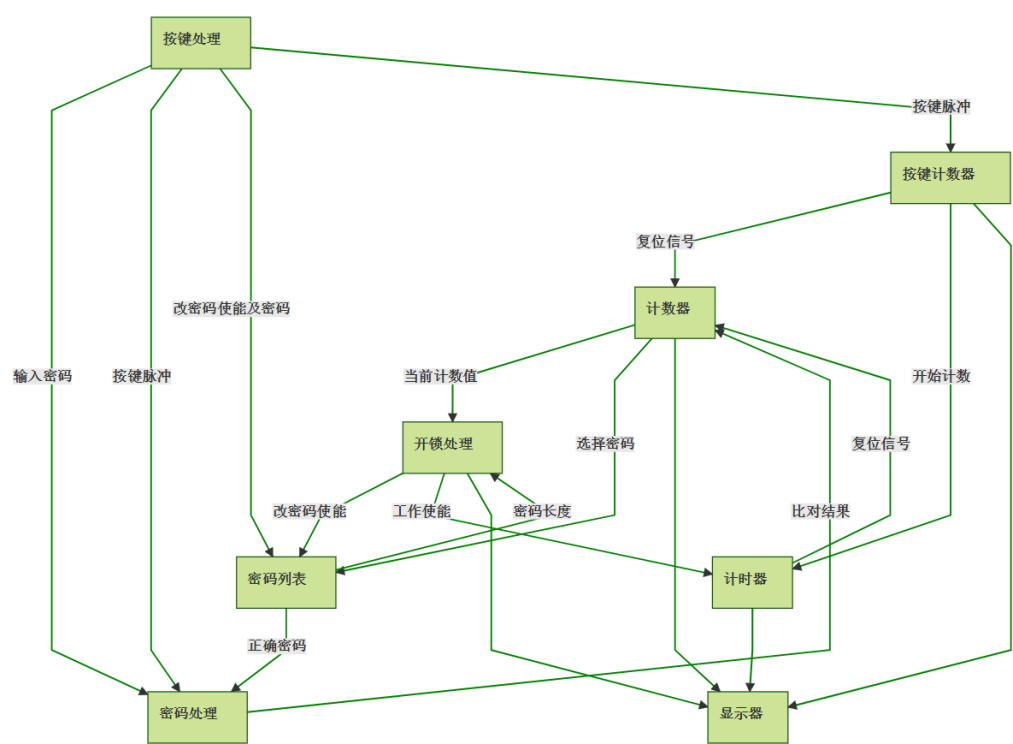 按键处理
按键脉冲
按键计数器
复位信号
计数器
改密码使能及密码
输入密码
按键脉冲
当前计数值
开始计数
开锁处理
选择密码
复位信号
改密码使能
工作使能
密码长度
比对结果
密码列表
计时器
正确密码
密码处理
显示器